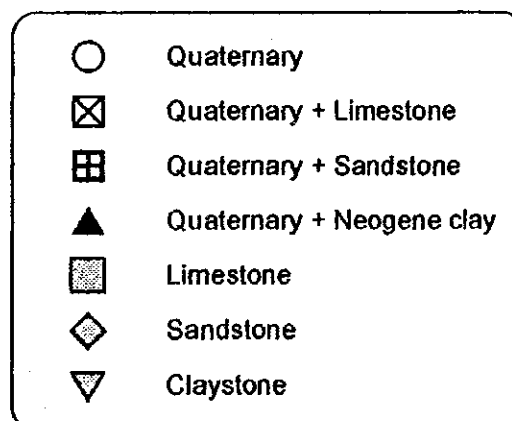 Quaternary
Quaternary + Limestone
Quaternary + Sandstone
Quaternary + Neogene clay
Limestone
Sandstone
Claystone